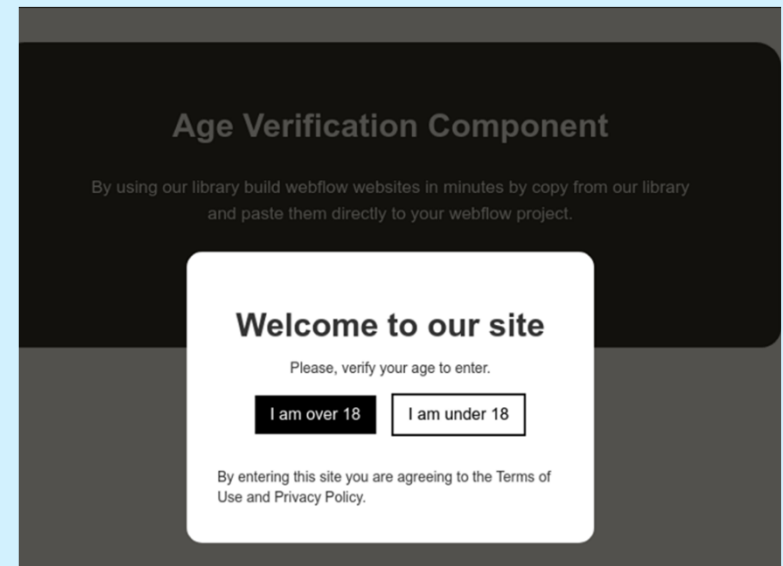 Age Verification Component
By using our library build webflow websites in minutes by copy from our library
and paste them directly to your webflow project.
Welcome to our site
Please, verify your age to enter.
I am over 18
I am under 18
By entering this site you are agreeing to the Terms of
Use and Privacy Policy.